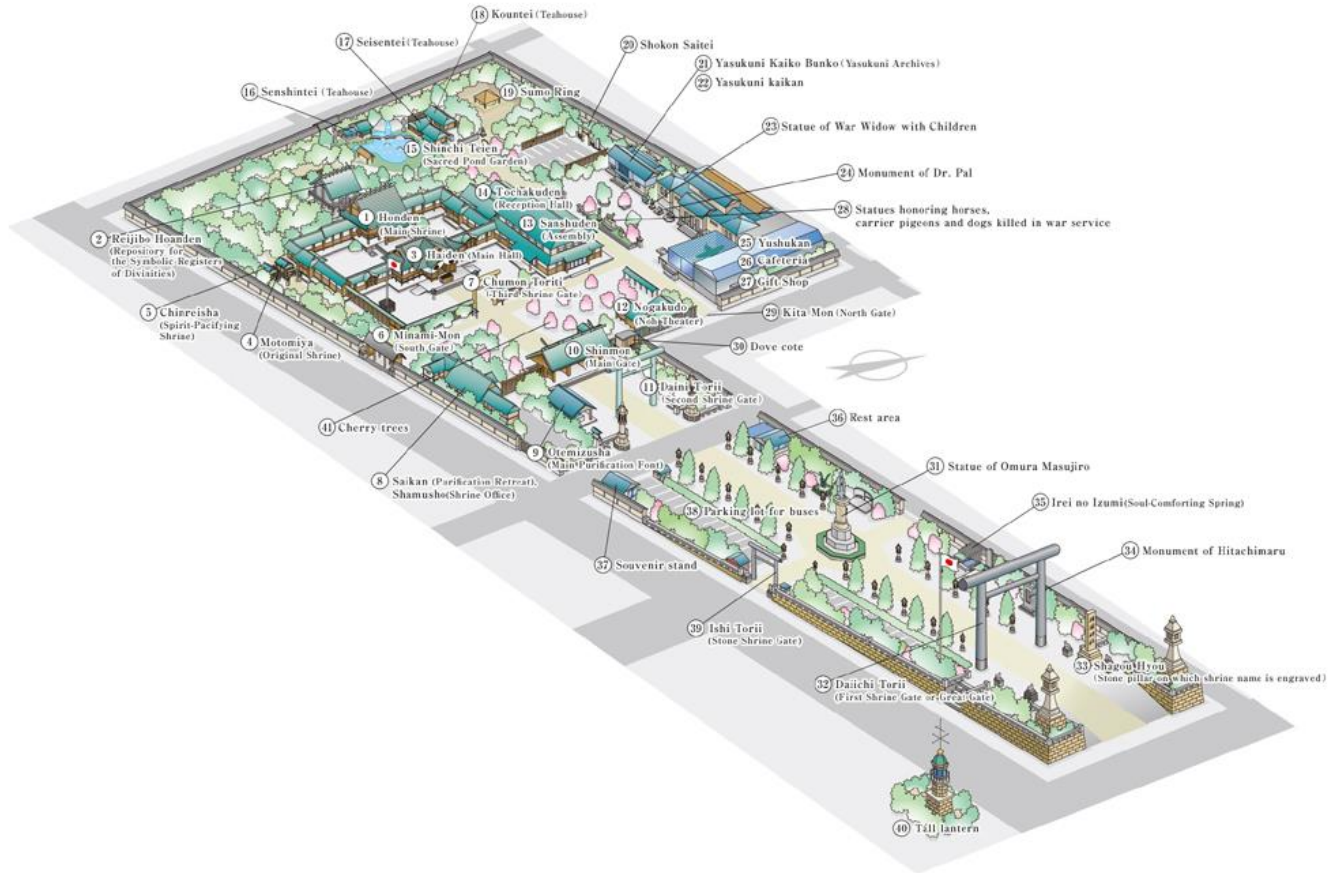 18 Kountei (Teahouse)
17 Seisentei (Teahouse)
20 Shokon Saitei
21 Yasukuni Kaiko Bunko (Yasukuni Archives)
22 Yasukuni kaikan
16 Senshintei (Teahouse)
19 Sumo Ring
23 Statue of War Widow with Children
15 Shinchi Teien
(Sacred Pond Garden)
24 Monument of Dr. Pal
14 Tochakuden
(Reception Hall)
28 Statues honoring horses,
carrier pigeons and dogs killed in war service
1 Honden
(Main Shrine)
13 Sanshuden
(Assembly)
2 Reijibo Hoanden
(Repository for
the Symbolic Registers
of Divinities)
25 Yushukan
3 Haiden (Main Hall)
26 Cafeteria
7 Chumon Toriti
(Third Shrine Gate)
27 Gift Shop
5 Chinreisha
(Spirit-Pacifying
Shrine)
12 Nogakudo
(Noh Theater)
29 Kita Mon (North Gate)
4 Motomiya
(Original Shrine)
6 Minami-Mon
(South Gate)
10 Shinmon
(Main Gate)
30 Dove cote
11 Daini Torii
(Second Shrine Gate)
41 Cherry trees
36 Rest area
9 Otemizusha
(Main Purification Font)
31 Statue of Omura Masujiro
8 Saikan (Purification Retreat),
Shamusho(Shrine Office)
35 Irei no Izumi(Soul-Comforting Spring)
38 Parking lot for buses
34 Monument of Hitachimaru
37 Souvenir stand
39 Ishi Torii
(Stone Shrine Gate)
33 Shagou Hyou
(Stone pillar on which shrine name is engraved)
32 Daiichi Torii
(First Shrine Gate or Great Gate)
40 Tall lantern